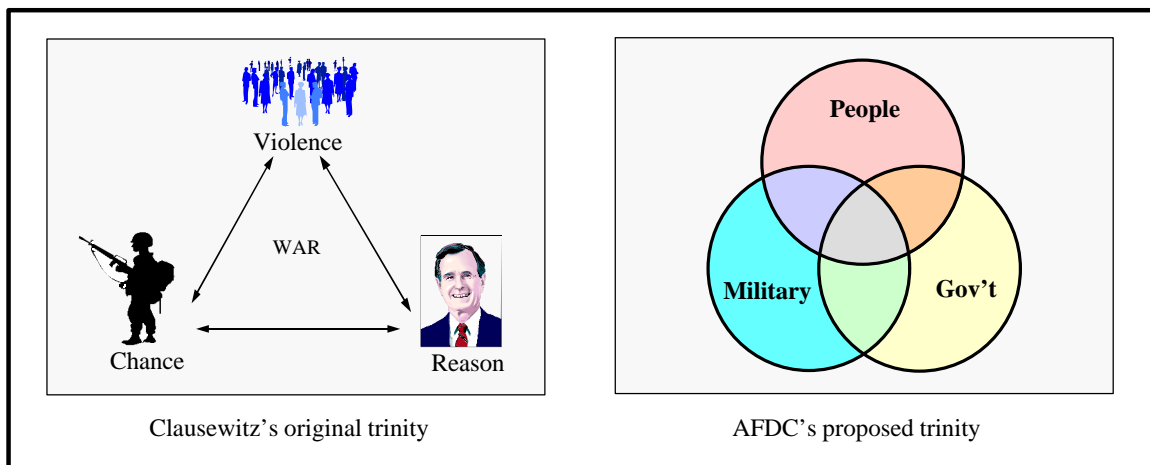 Violence
WAR
Chance
Reason
Clausewitz’s original trinity
People
Military
Gov’t
AFDC’s proposed trinity